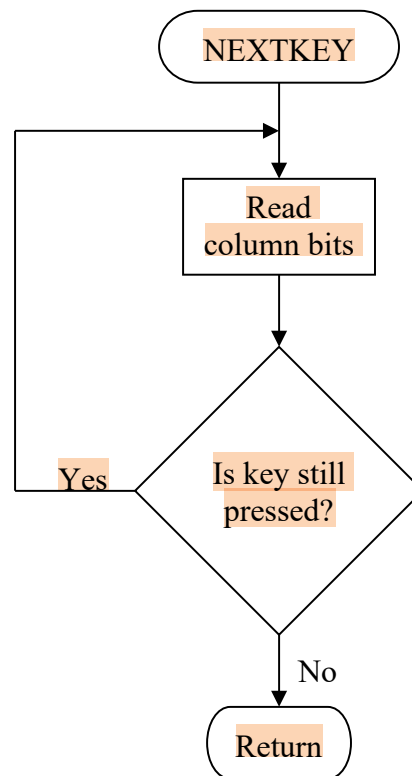 NEXTKEY
Read
column bits
Yes
Is key still
pressed?
No
Return